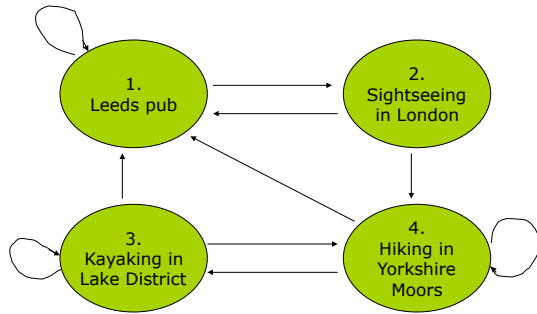 1.
Leeds pub
2.
Sightseeing
in London
3.
Kayaking in
Lake District
4.
Hiking in
Yorkshire
Moors